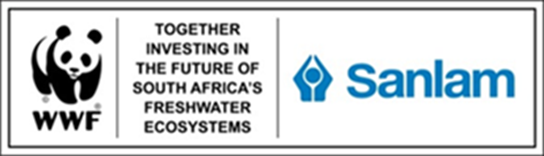 WWF
TOGETHER
INVESTING IN
THE FUTURE OF
SOUTH AFRICA'S
FRESHWATER
ECOSYSTEMS
Sanlam